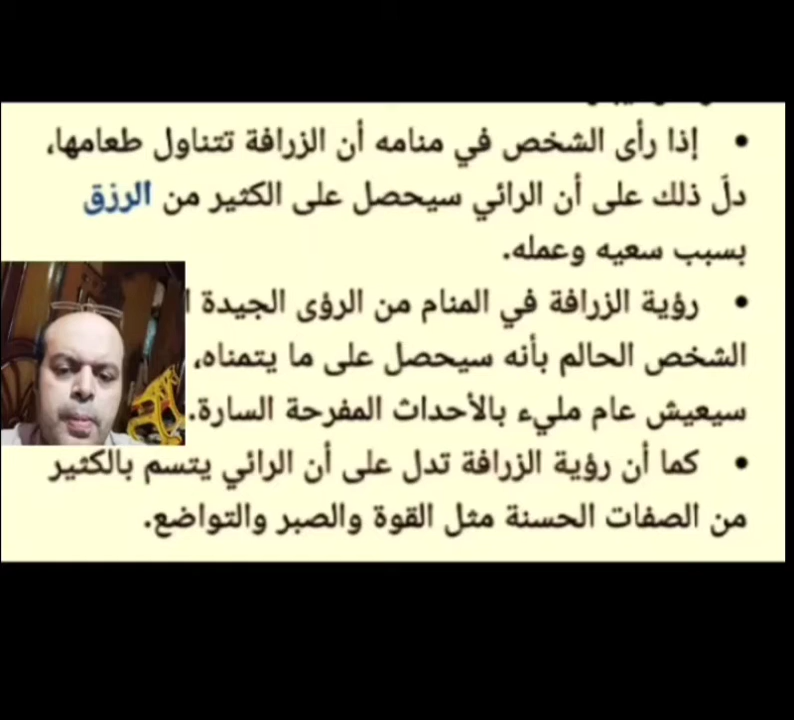 • إذا رأى الشخص في منامه أن الزرافة تتناول طعامها،
دلّ ذلك على أن الرائي سيحصل على الكثير من الرزق
بسبب سعيه وعمله.
• رؤية الزرافة في المنام من الرؤى الجيدة
الشخص الحالم بأنه سيحصل على ما يتمناه،
سيعيش عام مليء بالأحداث المفرحة السارة.
• كما أن رؤية الزرافة تدل على أن الرائي يتسم بالكثير
من الصفات الحسنة مثل القوة والصبر والتواضع.